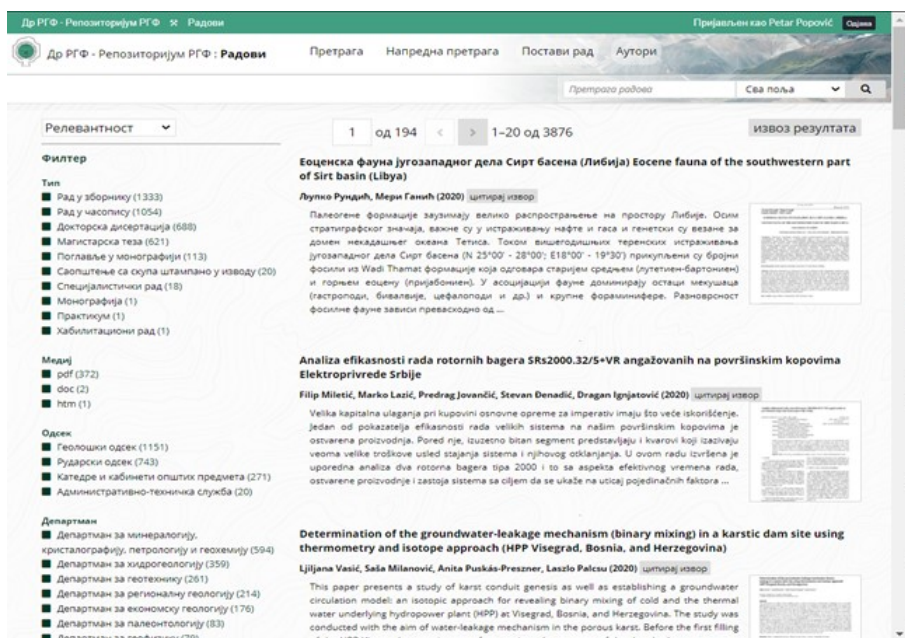 Др РГФ - Репозиторијум РГФ Радови
Пријављен као Petar Popović Одјава
Др РГФ - Репозиторијум РГФ : Радови
Претрага Напредна претрага Постави рад Аутори
Претрага радова Сва поља
Релевантност
1 од 194 < > 1–20 од 3876
извоз резултата
Филтер
Тип
Рад у зборнику (1333)
Рад у часопису (1054)
Докторска дисертација (688)
Магистарска теза (621)
Поглавље у монографији (113)
Саопштење са скупа штампано у изводу (20)
Специјалистички рад (18)
Монографија (1)
Практикум (1)
Хабилитациони рад (1)
Медиј
pdf (372)
doc (2)
htm (1)
Одсек
Геолошки одсек (1151)
Рударски одсек (743)
Катедре и кабинети општих предмета (271)
Административно-техничка служба (20)
Департман
Департман за минералогију,
кристалографију, петрологију и геохемију (594)
Департман за хидрогеологију (359)
Департман за геотехнику (261)
Департман за регионалну геологију (214)
Департман за економску геологију (176)
Департман за палеонтологију (83)
Еоценска фауна југозападног дела Сирт басена (Либија) Eocene fauna of the southwestern part
of Sirt basin (Libya)
Љупко Рундић, Мери Ганић (2020) цитирај извор
Палеогене формације заузимају велико распрострањење на простору Либије. Осим
стратиграфског значаја, важне су у истраживању нафте и гаса и генетски су везане за
домен некадашњег океана Тетиса. Током вишегодишњих теренских истраживања
југозападног дела Сирт басена (N 25°00' - 28°00'; E18°00' - 19°30') прикупљени су бројни
фосили из Wadi Thamat формације која одговара старијем средњем (лутетиен-бартониен)
и горњем еоцену (пријабониен). У асоцијацији фауне доминирају остаци мекушаца
(гастроподи, бивалвије, цефалоподи и др.) и крупне фораминифере. Разноврсност
фосилне фауне зависи превасходно од ...
Analiza efikasnosti rada rotornih bagera SRs2000.32/5+VR angažovanih na površinskim kopovima
Elektroprivrede Srbije
Filip Miletić, Marko Lazić, Predrag Jovančić, Stevan Đenadić, Dragan Ignjatović (2020) цитирај извор
Velika kapitalna ulaganja pri kupovini osnovne opreme za imperativ imaju što veće iskorišćenje.
Jedan od pokazatelja efikasnosti rada velikih sistema na našim površinskim kopovima je
ostvarena proizvodnja. Pored nje, izuzetno bitan segment predstavljaju i kvarovi koji izazivaju
veoma velike troškove usled stajanja sistema i njihovog otklanjanja. U ovom radu izvršena je
uporedna analiza dva rotorna bagera tipa 2000 i to sa aspekta efektivnog vremena rada,
ostvarene proizvodnje i zastoja sistema sa ciljem da se ukaže na uticaj pojedinačnih faktora ...
Determination of the groundwater-leakage mechanism (binary mixing) in a karstic dam site using
thermometry and isotope approach (HPP Visegrad, Bosnia, and Herzegovina)
Ljiljana Vasić, Saša Milanović, Anita Puskás-Preszner, Laszlo Palcsu (2020) цитирај извор
This paper presents a study of karst conduit genesis as well as establishing a groundwater
circulation model: an isotopic approach for revealing binary mixing of cold and the thermal
water underlying hydropower plant (HPP) at Visegrad, Bosnia, and Herzegovina. The study was
conducted with the aim of water-leakage mechanism in the porous karst. Before the first filling